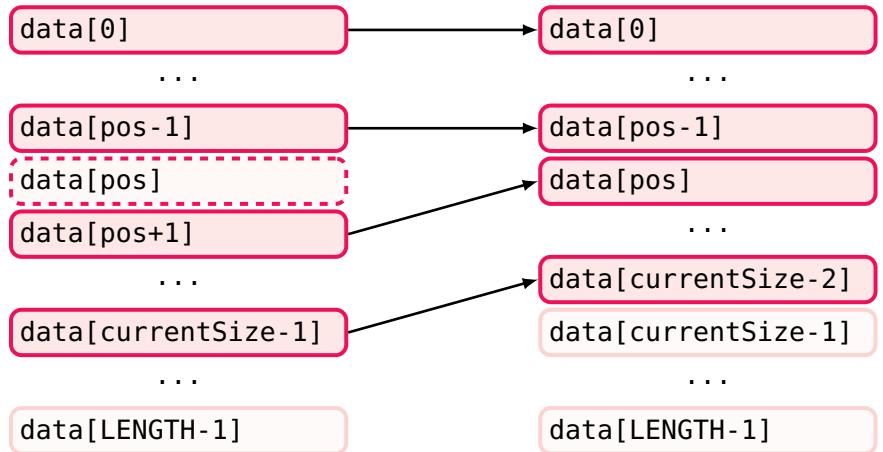 data[0]
...
data[pos-1]
data[pos]
data[pos+1]
...
data[currentSize-1]
...
data[LENGTH-1]
data[0]
...
data[pos-1]
data[pos]
...
data[currentSize-2]
data[currentSize-1]
...
data[LENGTH-1]